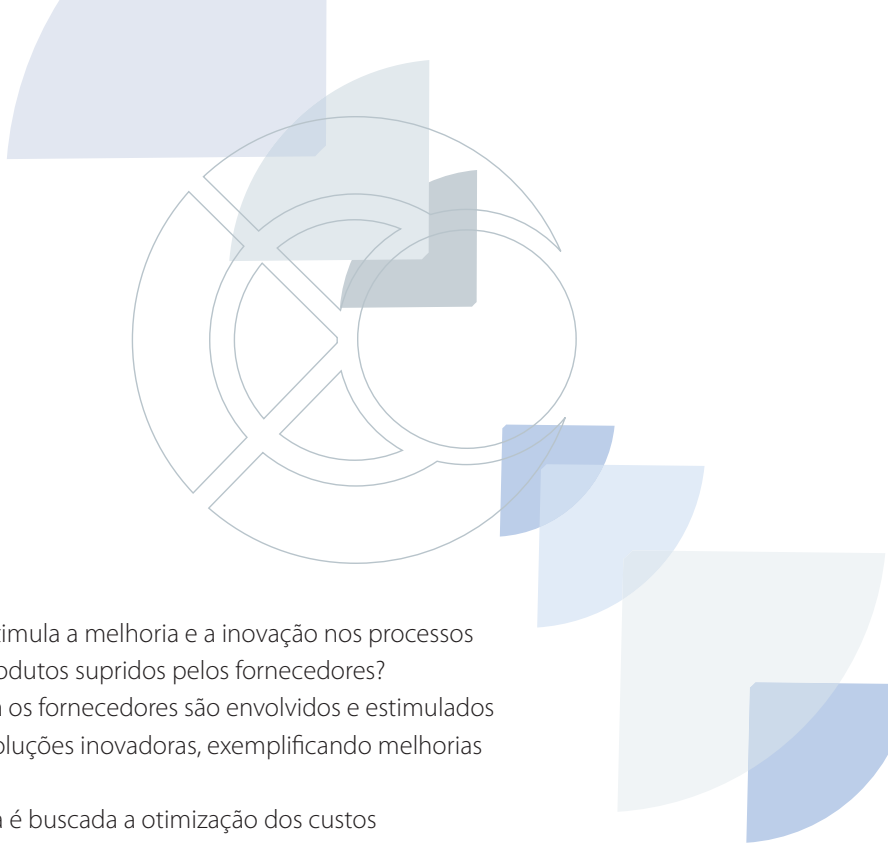 timula a melhoria e a inovação nos processos
odutos supridos pelos fornecedores?
os fornecedores são envolvidos e estimulados
oluções inovadoras, exemplificando melhorias
é buscada a otimização dos custos